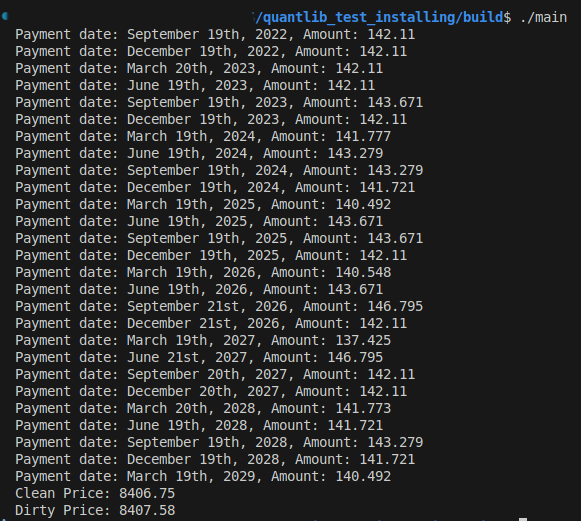 /quantlib_test_installing/build$ ./main
Payment date: September 19th, 2022, Amount: 142.11
Payment date: December 19th, 2022, Amount: 142.11
Payment date: March 20th, 2023, Amount: 142.11
Payment date: June 19th, 2023, Amount: 142.11
Payment date: September 19th, 2023, Amount: 143.671
Payment date: December 19th, 2023, Amount: 142.11
Payment date: March 19th, 2024, Amount: 141.777
Payment date: June 19th, 2024, Amount: 143.279
Payment date: September 19th, 2024, Amount: 143.279
Payment date: December 19th, 2024, Amount: 141.721
Payment date: March 19th, 2025, Amount: 140.492
Payment date: June 19th, 2025, Amount: 143.671
Payment date: September 19th, 2025, Amount: 143.671
Payment date: December 19th, 2025, Amount: 142.11
Payment date: March 19th, 2026, Amount: 140.548
Payment date: June 19th, 2026, Amount: 143.671
Payment date: September 21st, 2026, Amount: 146.795
Payment date: December 21st, 2026, Amount: 142.11
Payment date: March 19th, 2027, Amount: 137.425
Payment date: June 21st, 2027, Amount: 146.795
Payment date: September 20th, 2027, Amount: 142.11
Payment date: December 20th, 2027, Amount: 142.11
Payment date: March 20th, 2028, Amount: 141.773
Payment date: June 19th, 2028, Amount: 141.721
Payment date: September 19th, 2028, Amount: 143.279
Payment date: December 19th, 2028, Amount: 141.721
Payment date: March 19th, 2029, Amount: 140.492
Clean Price: 8406.75
Dirty Price: 8407.58